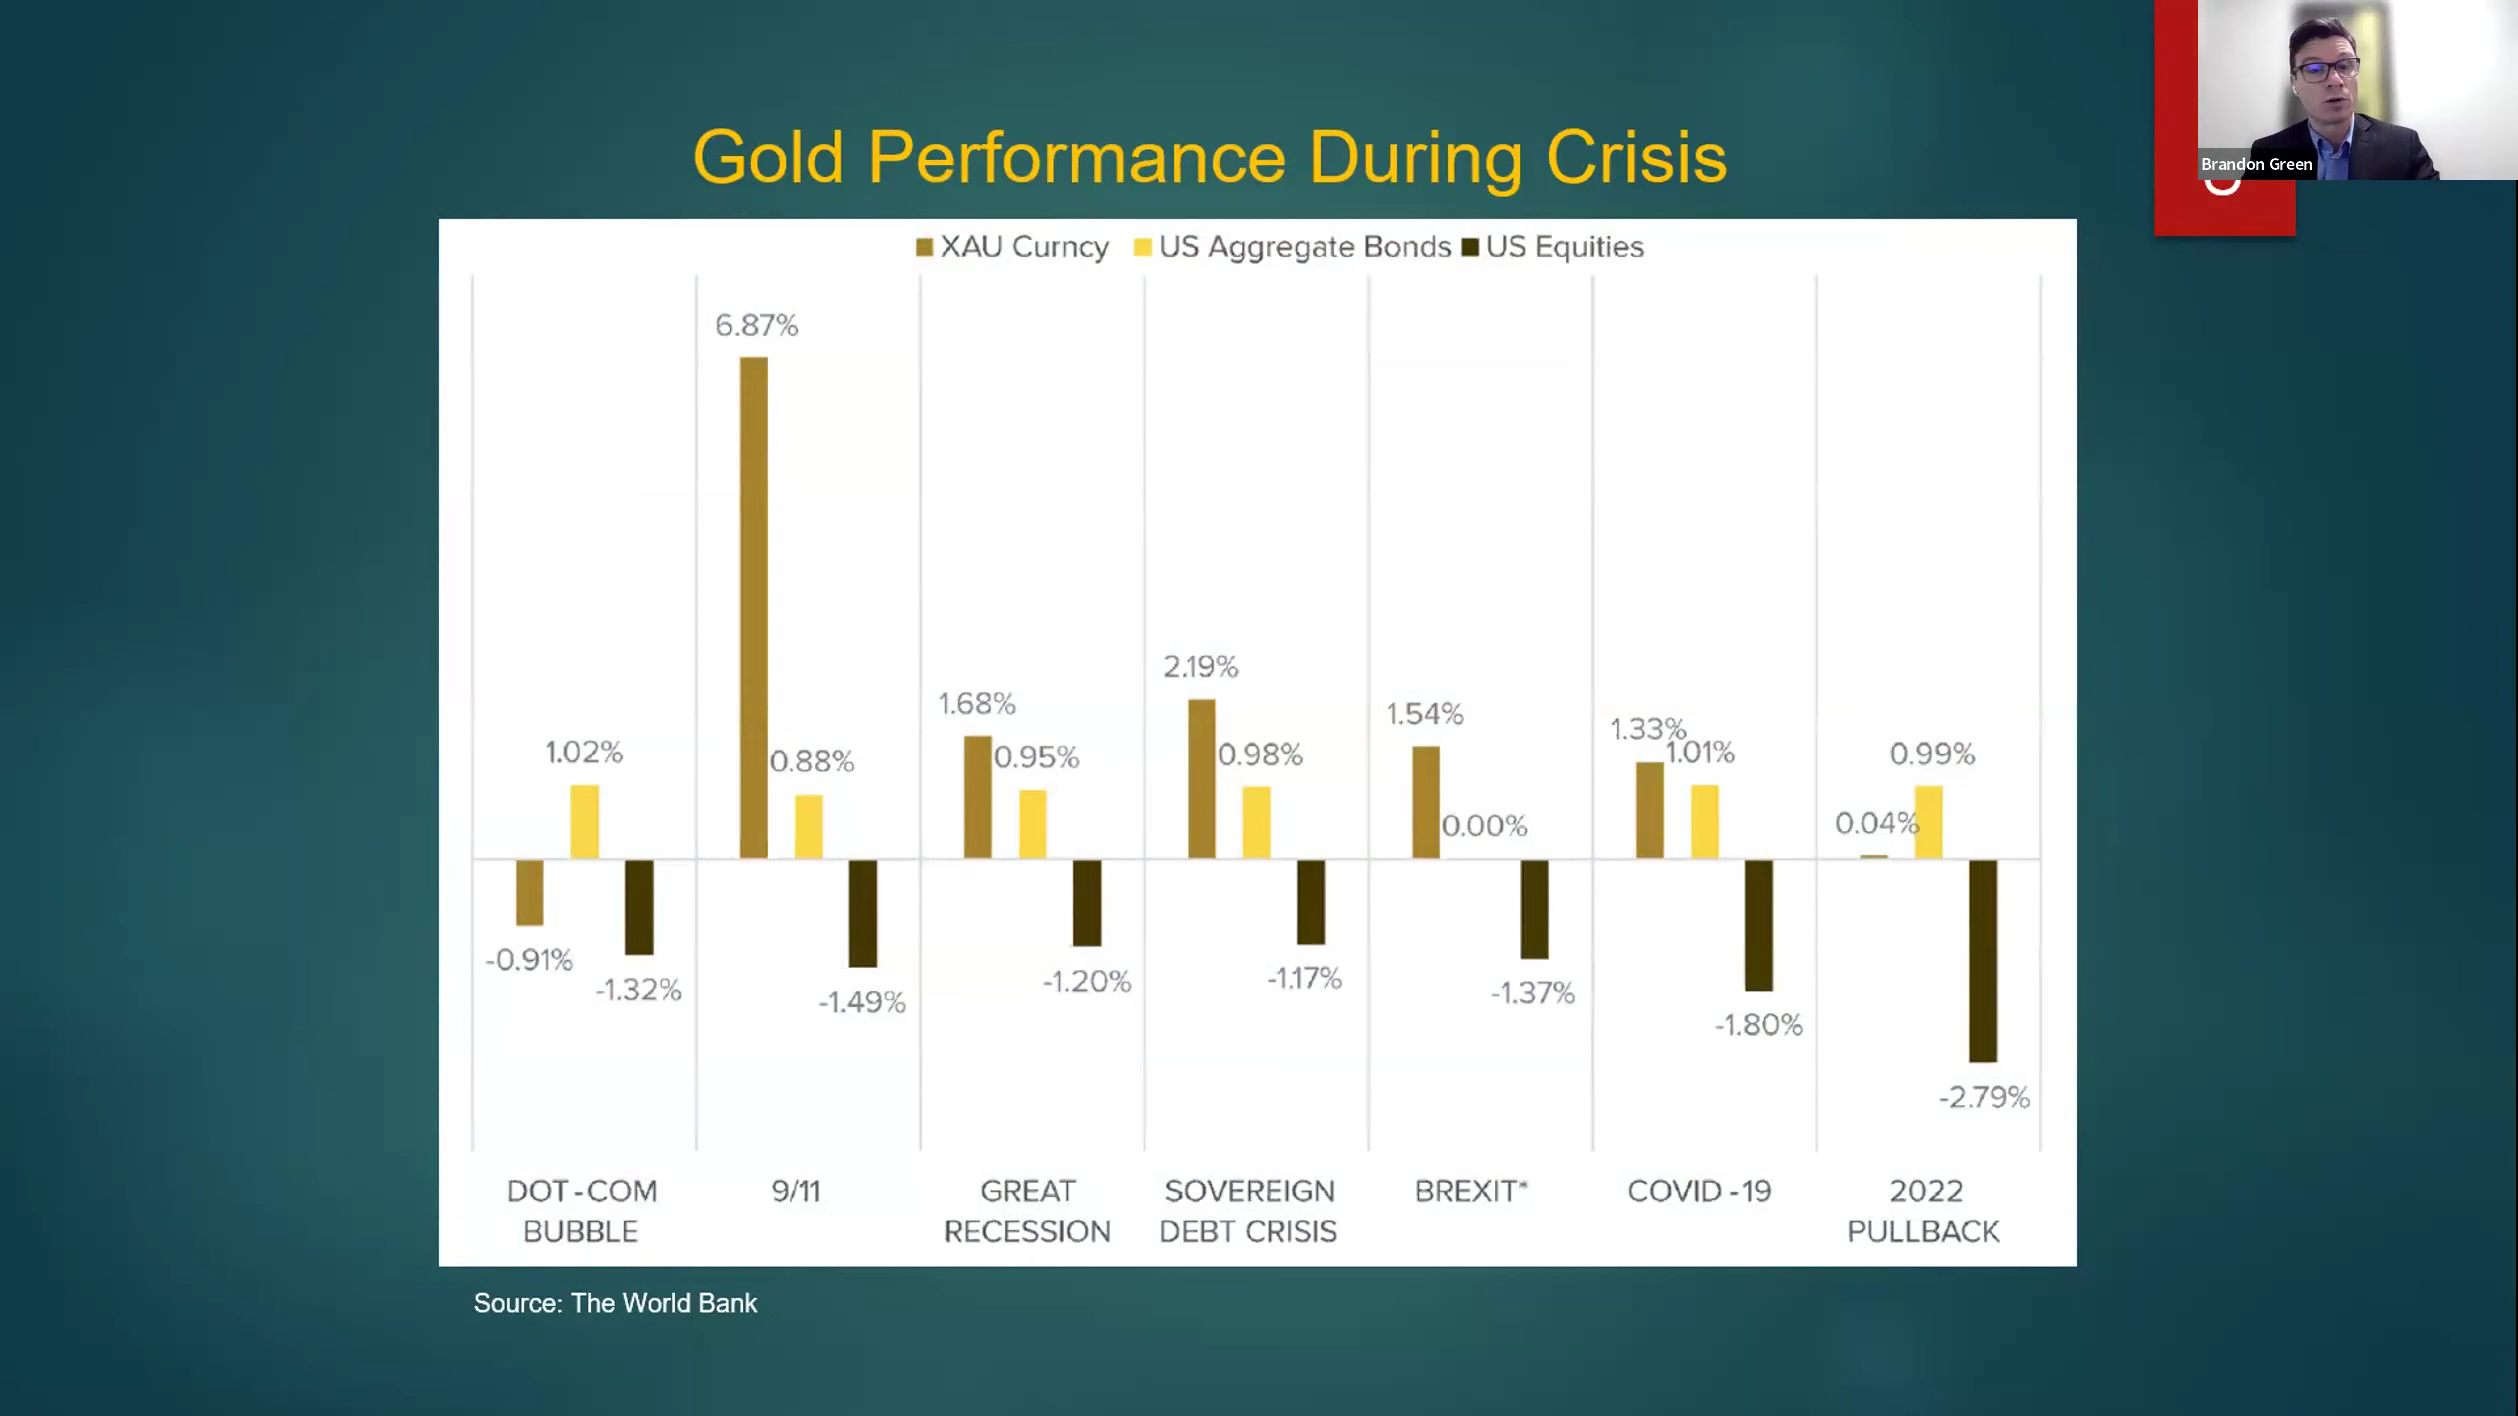 Brandon Green
Gold Performance During Crisis
XAU Curncy US Aggregate Bonds US Equities
6.87%
2.19%
1.68%
1.54%
1.33%
1.02% 0.88% 0.95% 0.98% 1.01% 0.99%
0.00% 0.04%
-0.91% -1.32% -1.49% -1.20% -1.17% -1.37% -1.80%
-2.79%
DOT-COM 9/11 GREAT SOVEREIGN BREXIT* COVID-19 2022
BUBBLE RECESSION DEBT CRISIS PULLBACK
Source: The World Bank